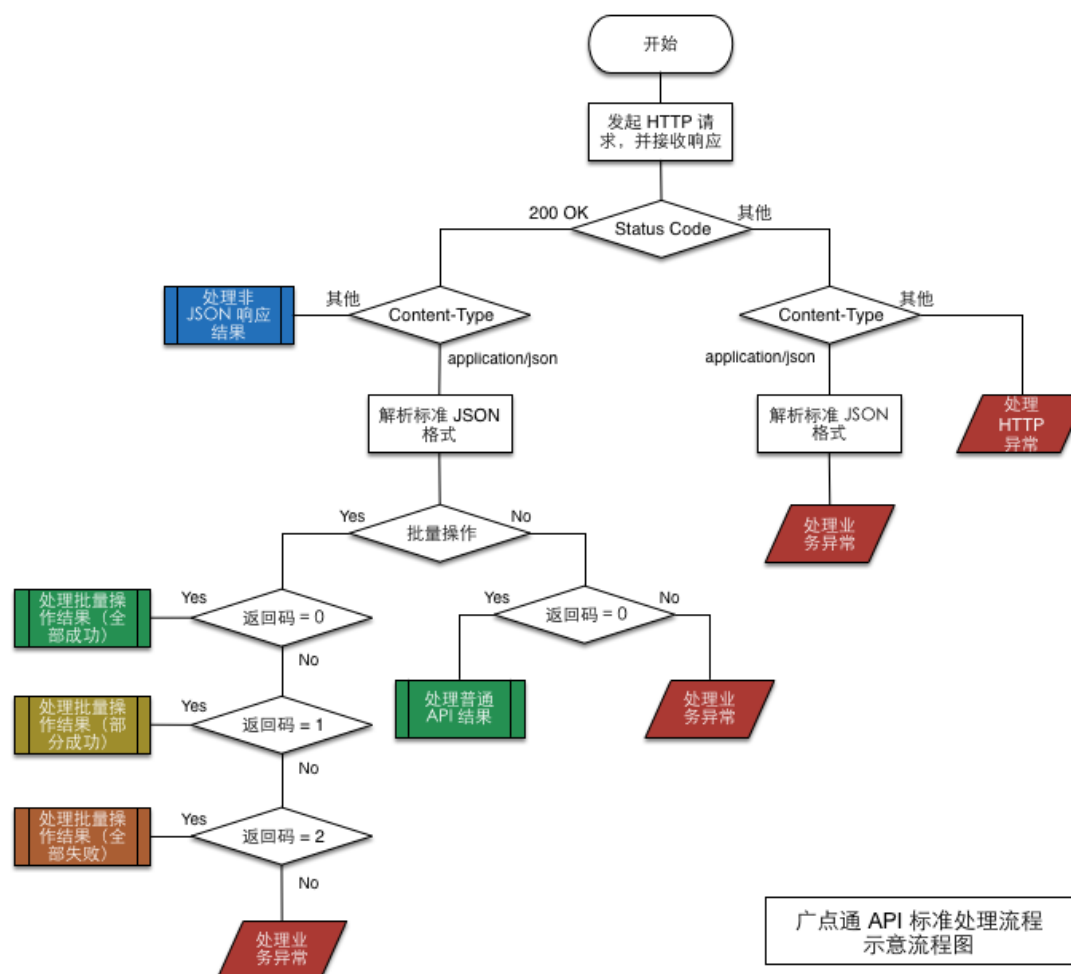 开始
发起 HTTP 请
求，并接收响应
200 OK
Status Code
其他
处理非
JSON 响应
结果
其他
Content-Type
Content-Type
其他
application/json
application/json
解析标准 JSON
格式
解析标准 JSON
格式
处理
HTTP
异常
Yes
批量操作
No
处理业
务异常
处理批量操
作结果（全
部成功）
Yes
返回码 = 0
Yes
返回码 = 0
No
No
处理批量操
作结果（部
分成功）
Yes
返回码 = 1
处理普通
API 结果
处理业
务异常
No
处理批量操
作结果（全
部失败）
Yes
返回码 = 2
No
处理业
务异常
广点通 API 标准处理流程
示意流程图